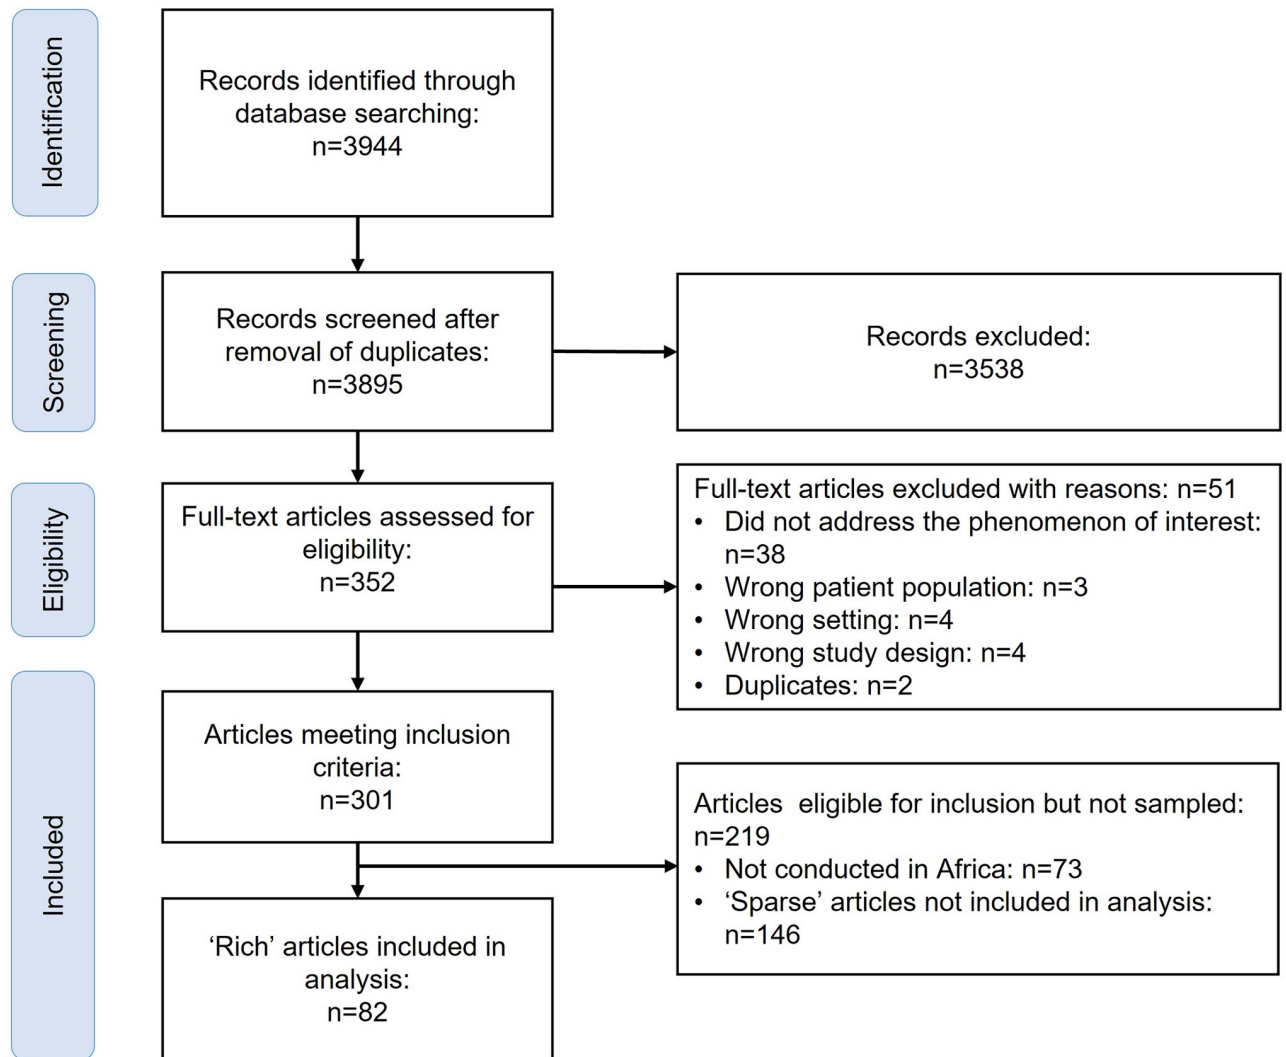 Identification
Records identified through
database searching:
n=3944
Screening
Records screened after
removal of duplicates:
n=3895
Records excluded:
n=3538
Eligibility
Full-text articles assessed for
eligibility:
n=352
Full-text articles excluded with reasons: n=51
• Did not address the phenomenon of interest:
n=38
• Wrong patient population: n=3
• Wrong setting: n=4
• Wrong study design: n=4
• Duplicates: n=2
Included
Articles meeting inclusion
criteria:
n=301
Articles eligible for inclusion but not sampled:
n=219
• Not conducted in Africa: n=73
• ‘Sparse’ articles not included in analysis:
n=146
‘Rich’ articles included in
analysis:
n=82